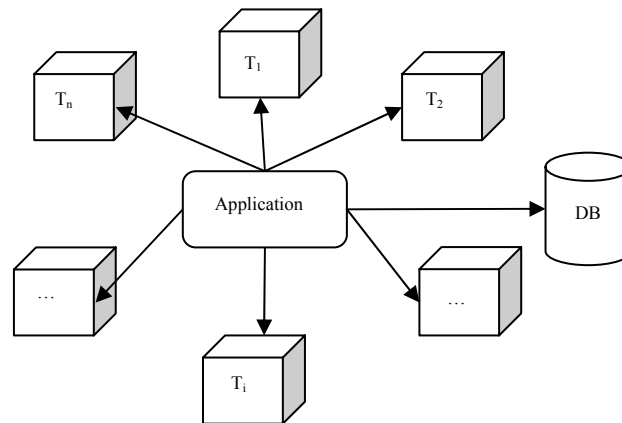 T₁
Tₙ
T₂
Application
DB
…
…
Tᵢ